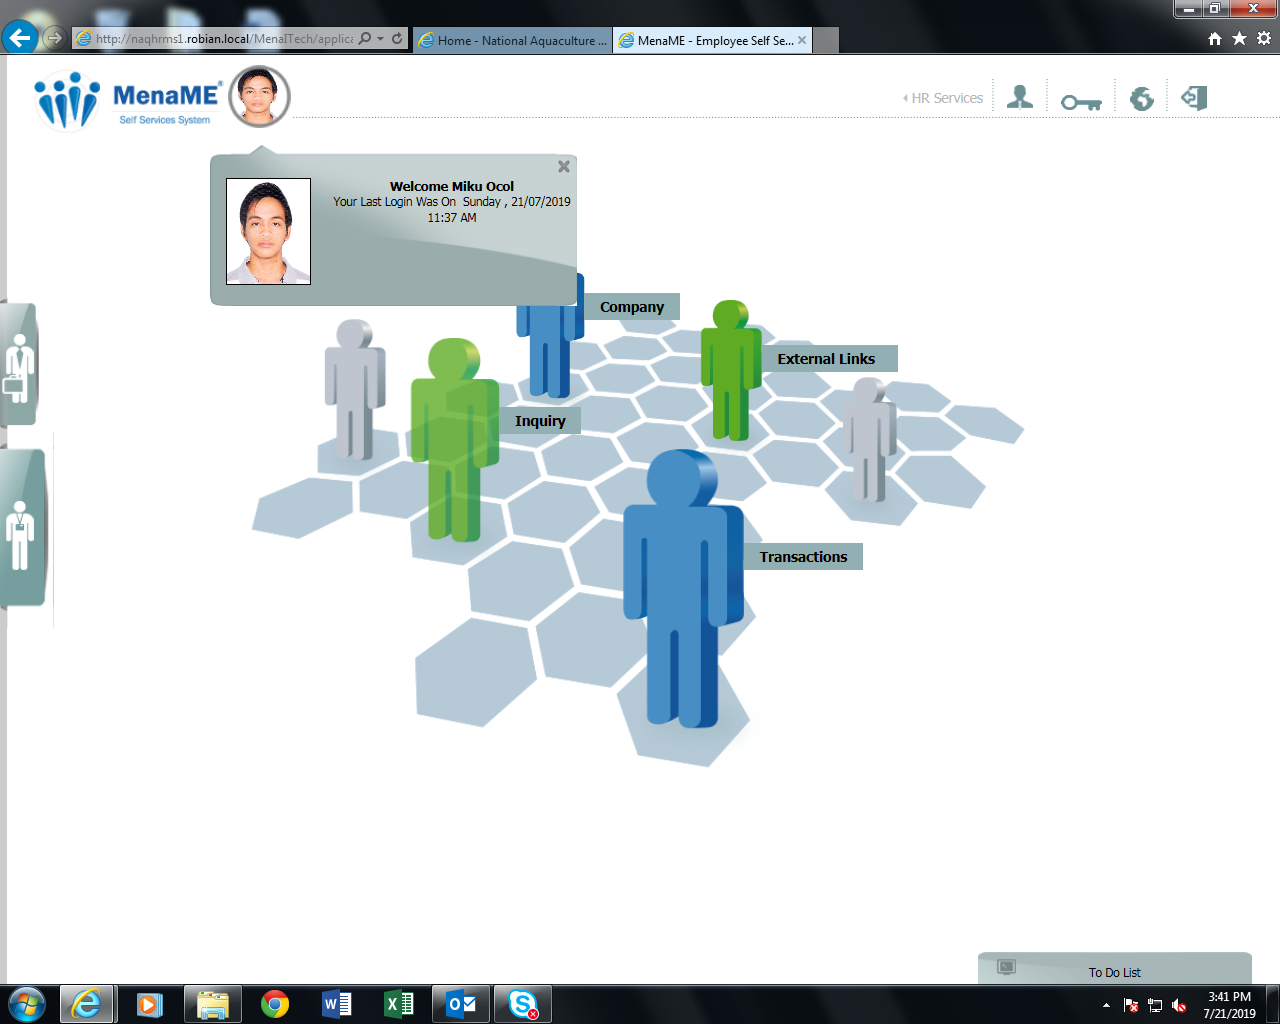 http://naqhrms1.robian.local/MenaITech/applica
Home - National Aquaculture ...
MenaME - Employee Self Se...
MenaME®
Self Services System
HR Services
Welcome Miku Ocol
Your Last Login Was On Sunday , 21/07/2019
11:37 AM
Company
External Links
Inquiry
Transactions
To Do List
3:41 PM
7/21/2019